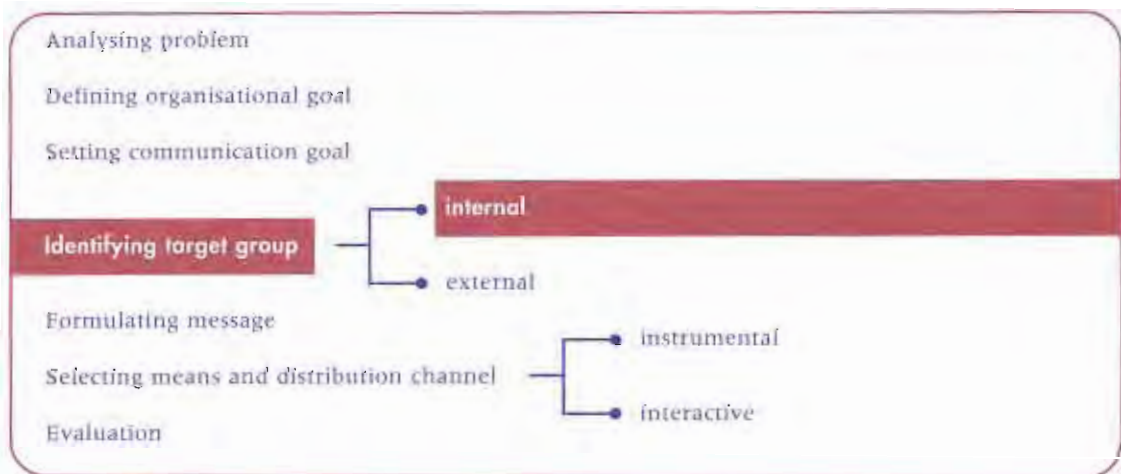 Analysing problem
Defining organisational goal
Setting communication goal
internal
Identifying target group
external
Formulating message
instrumental
Selecting means and distribution channel
interactive
Evaluation